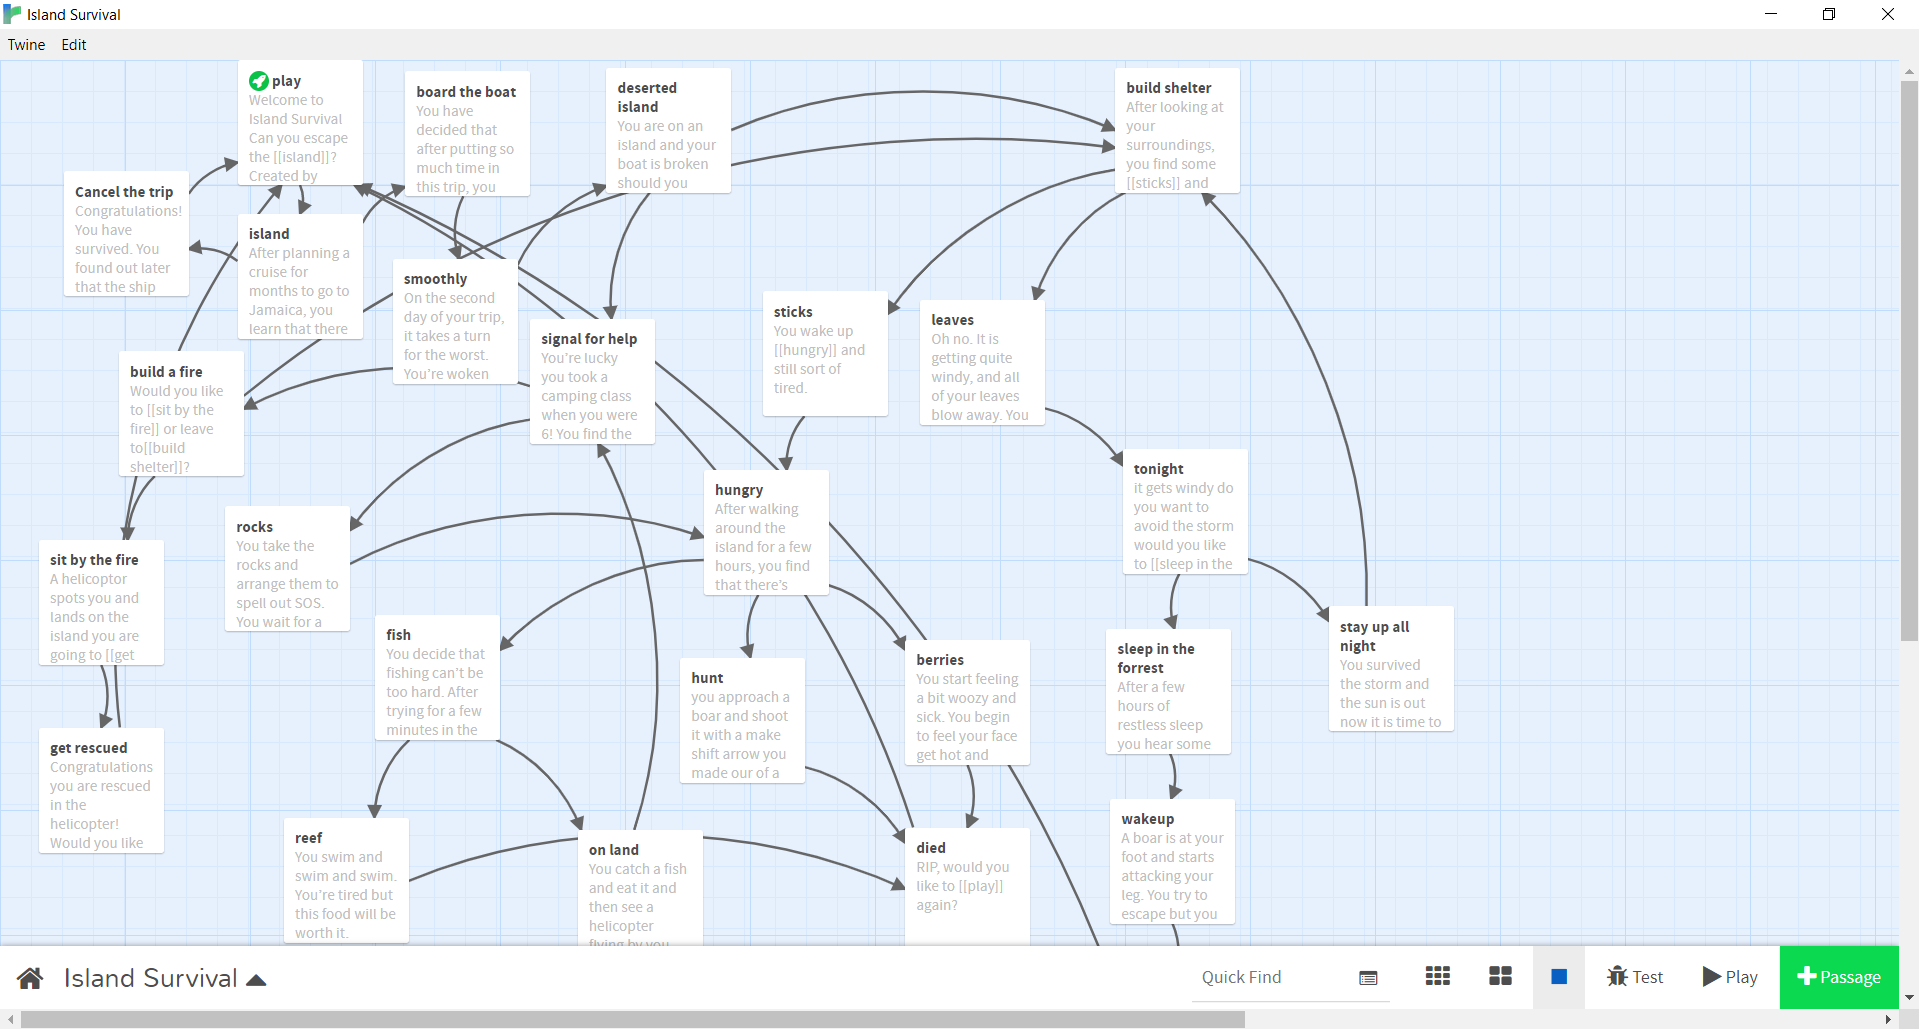 Island Survival
Twine Edit
play
Welcome to
Island Survival
Can you escape
the [[island]]?
Created by
board the boat
You have
decided that
after putting so
much time in
this trip, you
deserted
island
You are on an
island and your
boat is broken
should you
build shelter
After looking at
your
surroundings,
you find some
[[sticks]] and
Cancel the trip
Congratulations!
You have
survived. You
found out later
that the ship
island
After planning a
cruise for
months to go to
Jamaica, you
learn that there
smoothly
On the second
day of your trip,
it takes a turn
for the worst.
You're woken
signal for help
You're lucky
you took a
camping class
when you were
6! You find the
sticks
You wake up
[[hungry]] and
still sort of
tired.
leaves
Oh no. It is
getting quite
windy, and all
of your leaves
blow away. You
build a fire
Would you like
to [[sit by the
fire]] or leave
to[[build
shelter]]?
tonight
it gets windy do
you want to
avoid the storm
would you like
to [[sleep in the
hungry
After walking
around the
island for a few
hours, you find
that there's
rocks
You take the
rocks and
arrange them to
spell out SOS.
You wait for a
sit by the fire
A helicoptor
spots you and
lands on the
island you are
going to [[get
fish
You decide that
fishing can't be
too hard. After
trying for a few
minutes in the
hunt
you approach a
boar and shoot
it with a make
shift arrow you
made our of a
berries
You start feeling
a bit woozy and
sick. You begin
to feel your face
get hot and
sleep in the
forrest
After a few
hours of
restless sleep
you hear some
stay up all
night
You survived
the storm and
the sun is out
now it is time to
get rescued
Congratulations
you are rescued
in the
helicopter!
Would you like
reef
You swim and
swim and swim.
You're tired but
this food will be
worth it.
on land
You catch a fish
and eat it and
then see a
helicopter
flying by you
died
RIP, would you
like to [[play]]
again?
wakeup
A boar is at your
foot and starts
attacking your
leg. You try to
escape but you
Island Survival
Quick Find
Test
Play
Passage